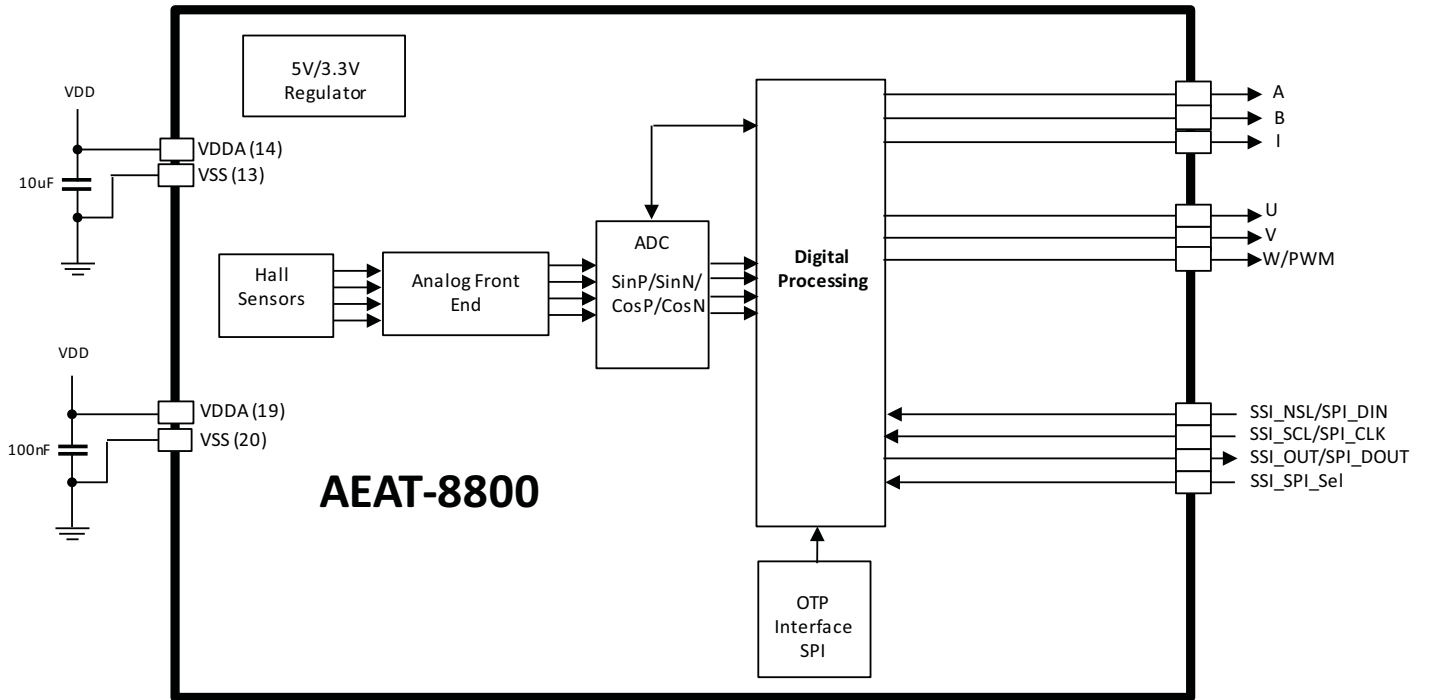 5V/3.3V
Regulator
VDD
10uF
VDDA (14)
VSS (13)
Hall
Sensors
Analog Front
End
ADC
SinP/SinN/
CosP/CosN
Digital
Processing
A
B
I
U
V
W/PWM
VDD
100nF
VDDA (19)
VSS (20)
SSI_NSL/SPI_DIN
SSI_SCL/SPI_CLK
SSI_OUT/SPI_DOUT
SSI_SPI_Sel
AEAT-8800
OTP
Interface
SPI